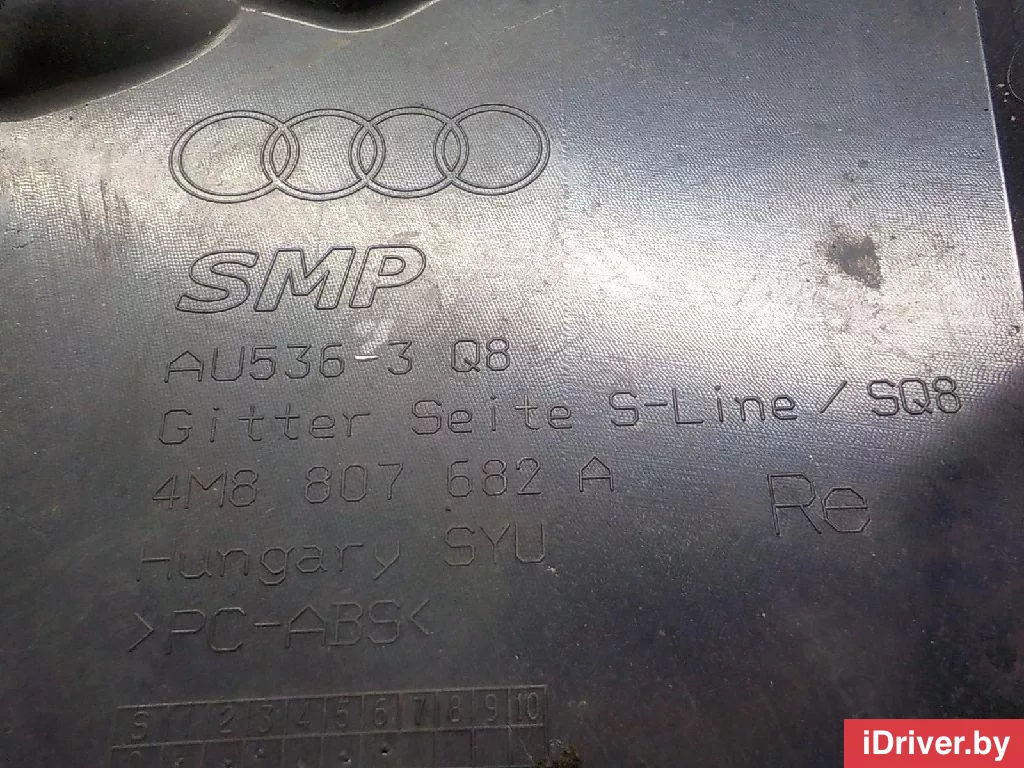 SMP
AU536-3 Q8
Gitter Seite S-Line/SQ8
4M8 807 682 A
Re
Hungary SYU
>PC-ABS<
S 1 2 3 4 5 6 7 8 9 10
iDriver.by